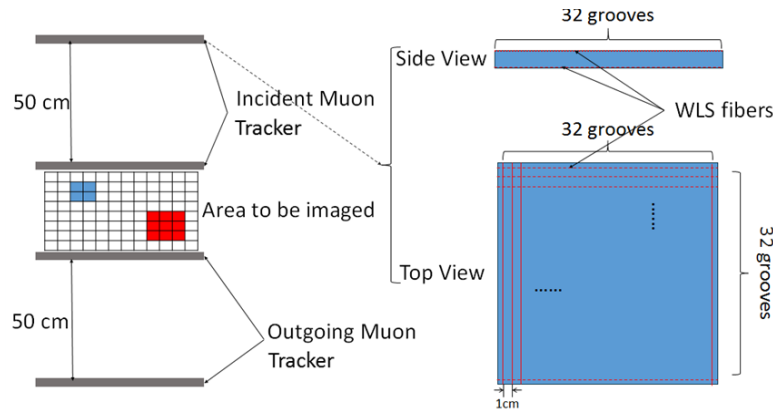 32 grooves
Side View
50 cm
Incident Muon
Tracker
WLS fibers
32 grooves
Area to be imaged
32 grooves
Top View
......
......
50 cm
Outgoing Muon
Tracker
1cm